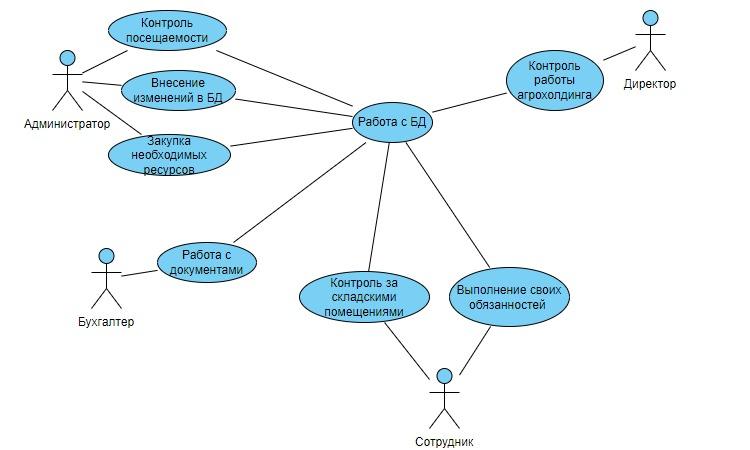 Контроль
посещаемости
Администратор
Внесение
изменений в БД
Закупка
необходимых
ресурсов
Работа с БД
Контроль
работы
агрохолдинга
Директор
Бухгалтер
Работа с
документами
Контроль за
складскими
помещениями
Выполнение своих
обязанностей
Сотрудник